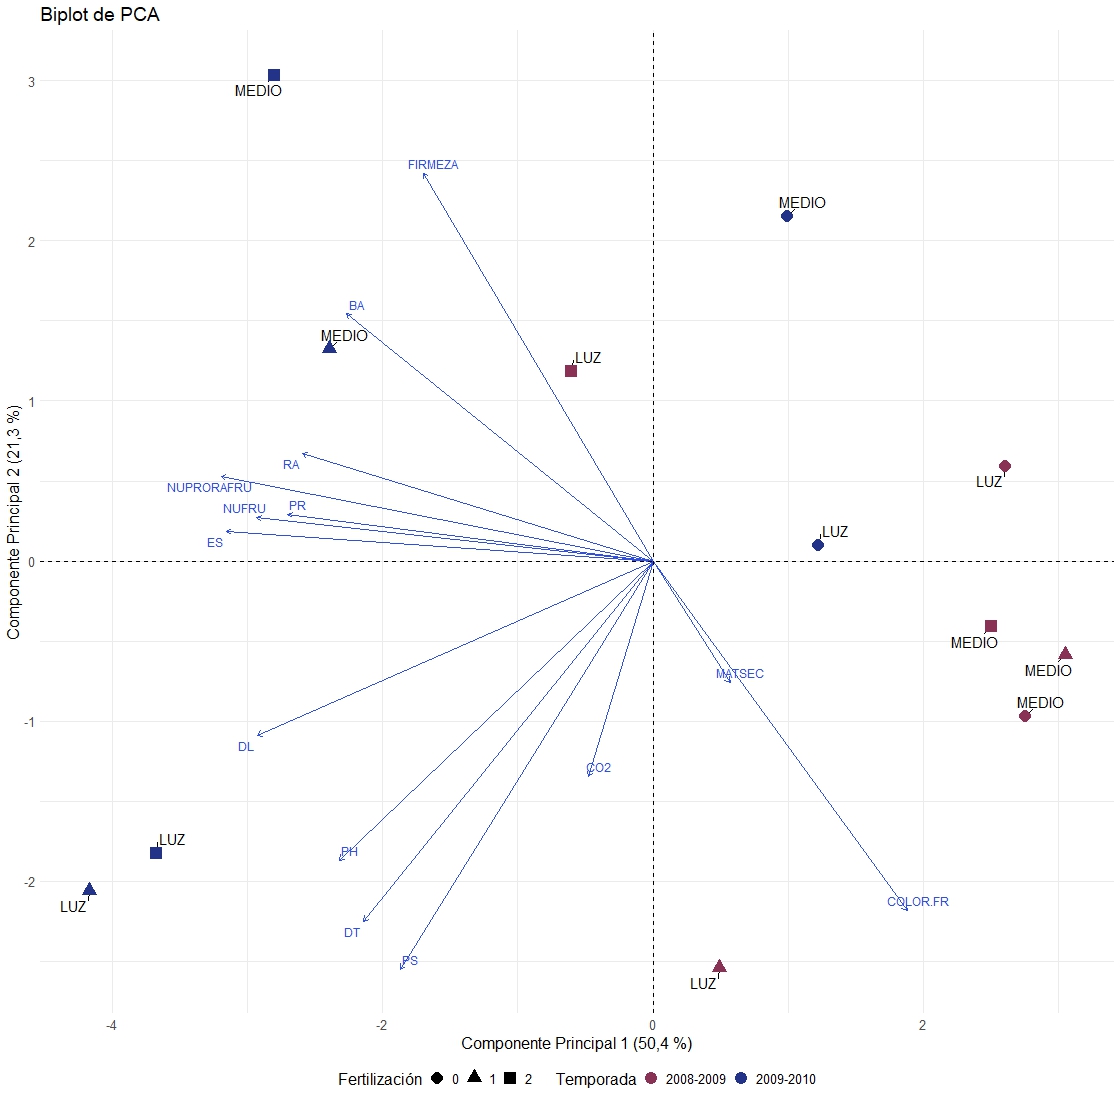 Biplot de PCA
3
MEDIO
FIRMEZA
MEDIO
2
BA
MEDIO
LUZ
1
RA
NUPRORAFRU
LUZ
PR
NUFRU
LUZ
ES
0
Componente Principal 2 (21,3 %)
MEDIO
MEDIO
MATSEC
MEDIO
-1
DL
CO2
LUZ
PH
-2
COLOR.FR
LUZ
DT
PS
LUZ
-4 -2 0 2
Componente Principal 1 (50,4 %)
Fertilización 0 1 2 Temporada 2008-2009 2009-2010